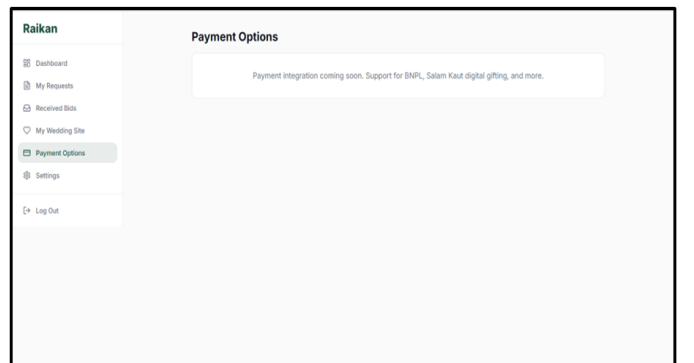 Raikan
Dashboard
My Requests
Received Bids
My Wedding Site
Payment Options
Settings
Log Out
Payment Options
Payment integration coming soon. Support for BNPL, Salam Kaut digital gifting, and more.